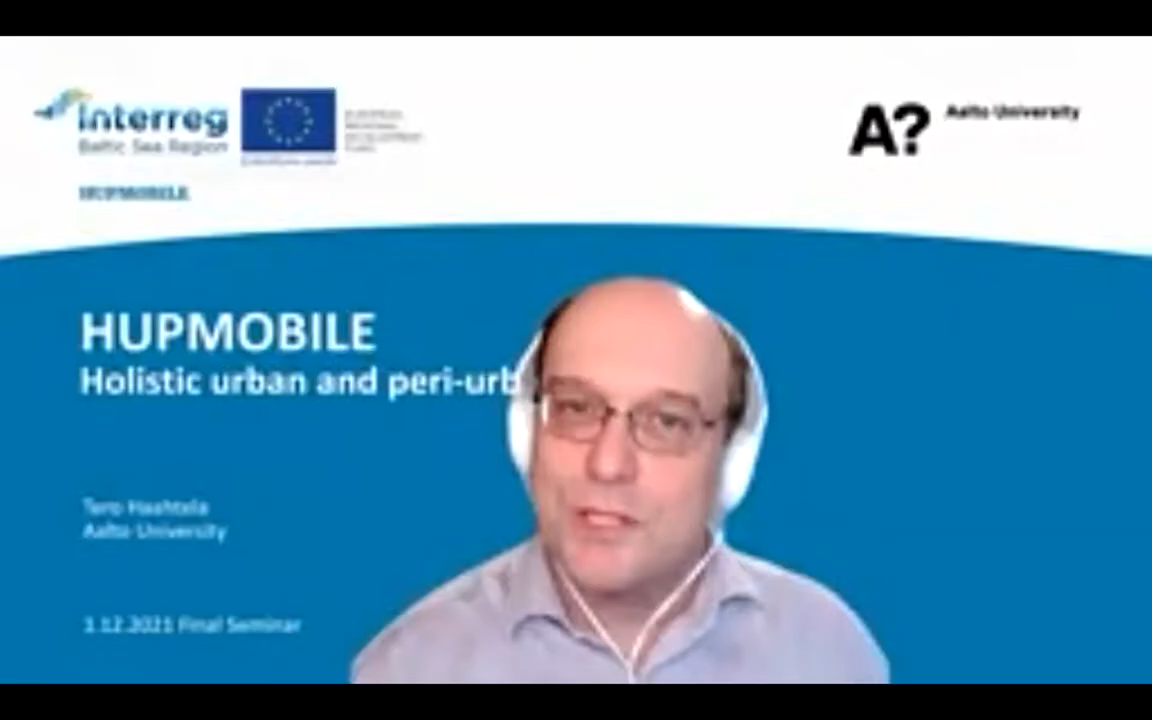 interreg
Baltic Sea Region
HUPMOBILE
A?
Aalto University
HUPMOBILE
Holistic urban and peri-urb
Tero Haahtela
Aalto University
1.12.2021 Final Seminar